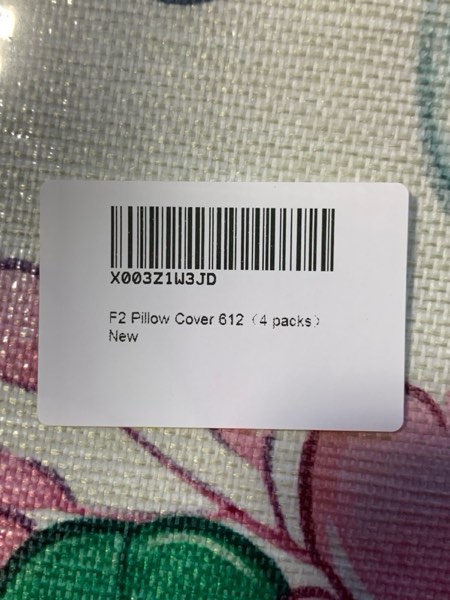 X003Z1W3JD
F2 Pillow Cover 612（4 packs）
New